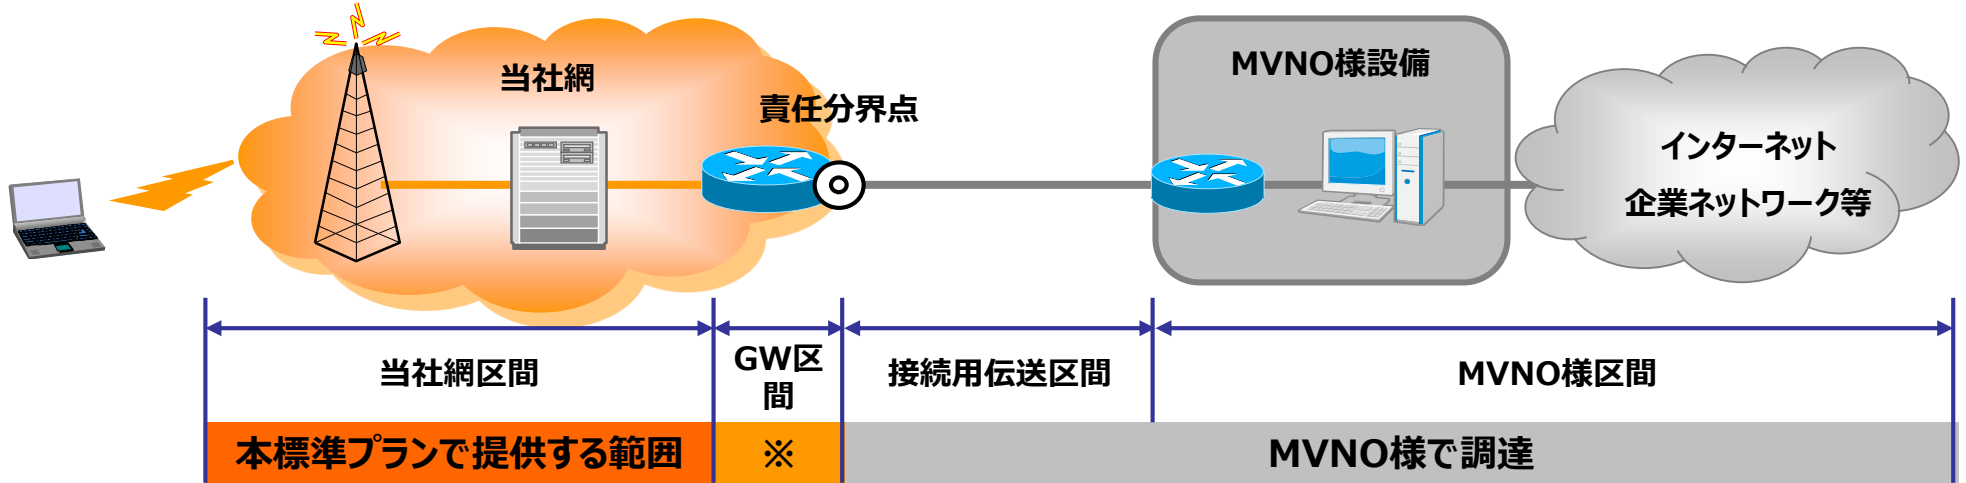 当社網
責任分界点
MVNO様設備
インターネット
企業ネットワーク等
当社網区間
GW区
間
接続用伝送区間
MVNO様区間
本標準プランで提供する範囲
※
MVNO様で調達